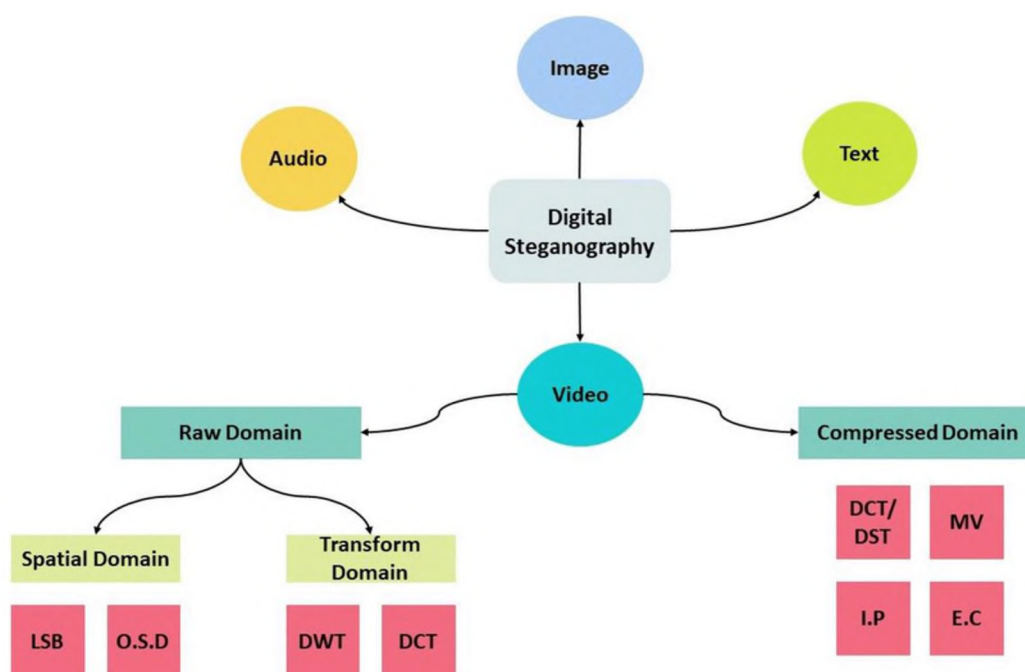 Image
Audio
Text
Digital
Steganography
Video
Raw Domain
Compressed Domain
Spatial Domain
Transform
Domain
LSB
O.S.D
DWT
DCT
DCT/
DST
MV
I.P
E.C